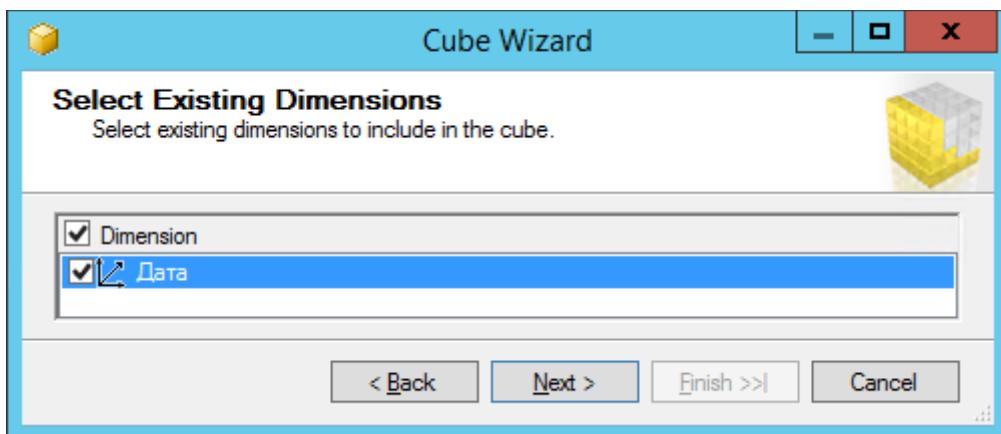 Cube Wizard
Select Existing Dimensions
Select existing dimensions to include in the cube.
Dimension
Дата
< Back Next > Finish >>| Cancel